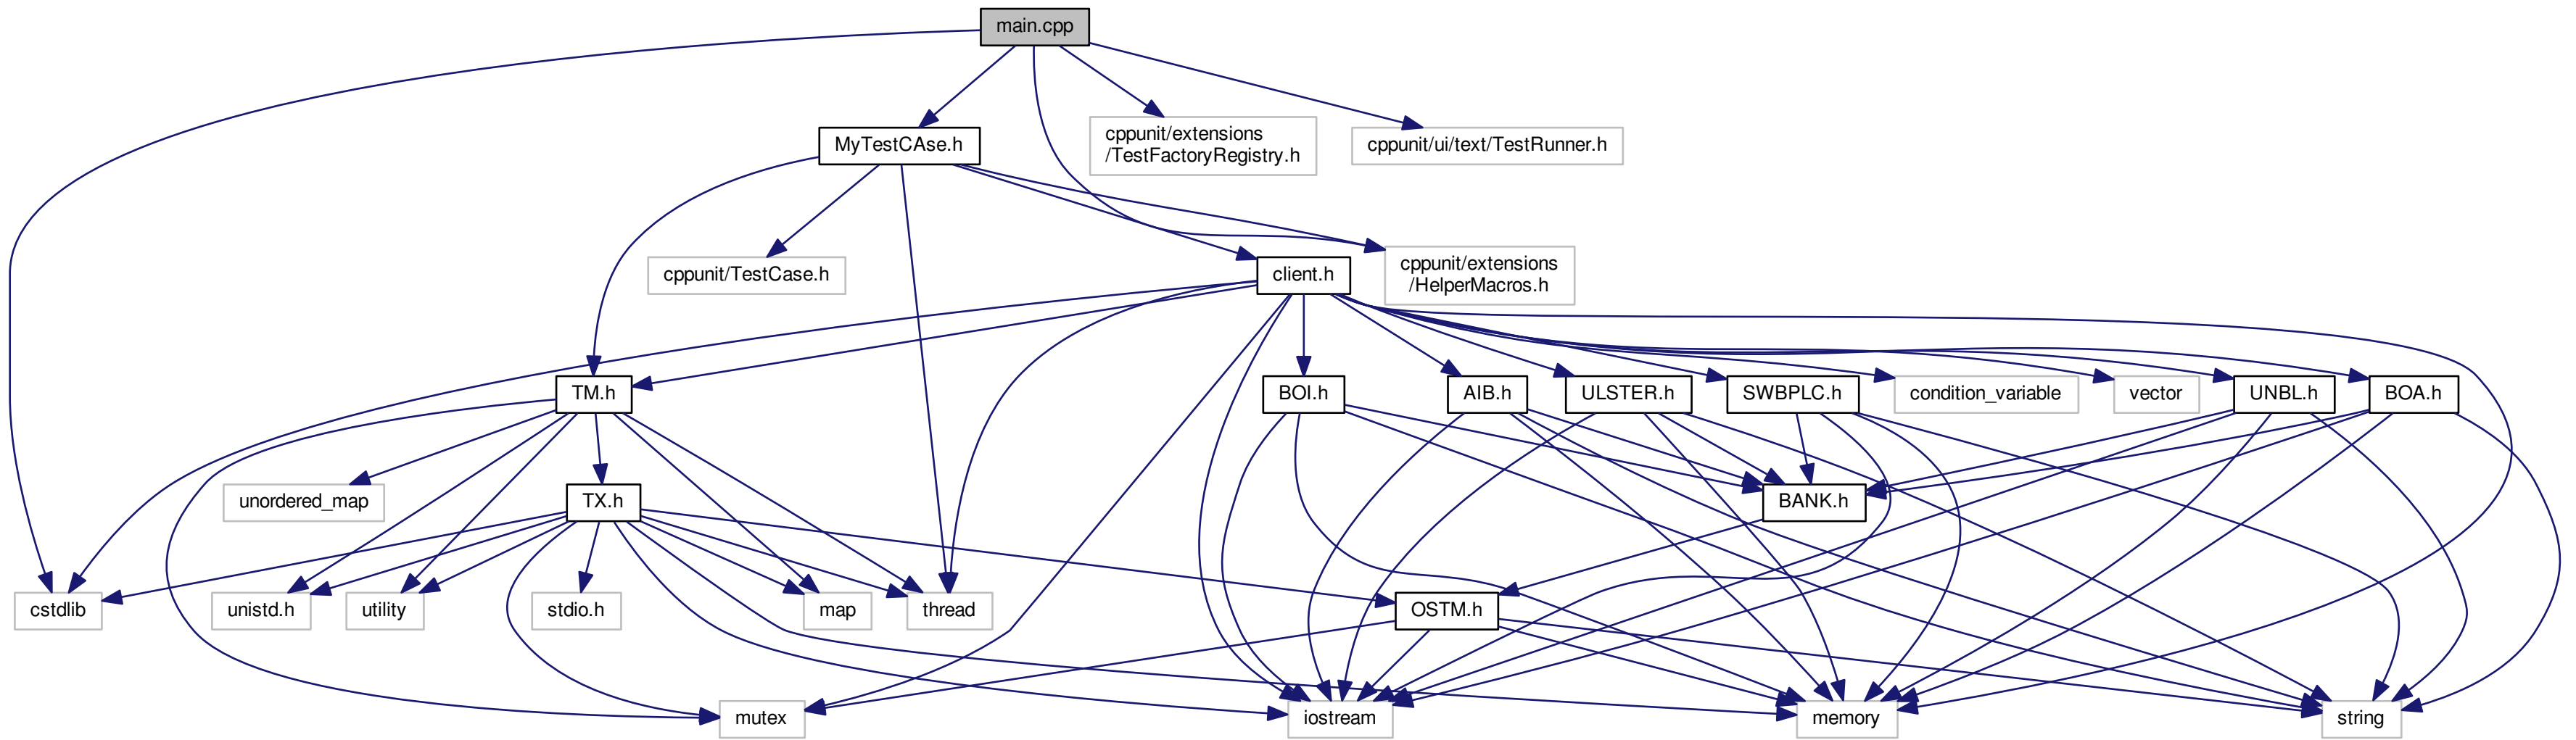 main.cpp
MyTestCAse.h
cppunit/extensions
/TestFactoryRegistry.h
cppunit/ui/text/TestRunner.h
cppunit/TestCase.h
client.h
cppunit/extensions
/HelperMacros.h
TM.h
BOI.h
AIB.h
ULSTER.h
SWBPLC.h
condition_variable
vector
UNBL.h
BOA.h
unordered_map
TX.h
BANK.h
cstdlib
unistd.h
utility
stdio.h
map
thread
OSTM.h
mutex
iostream
memory
string